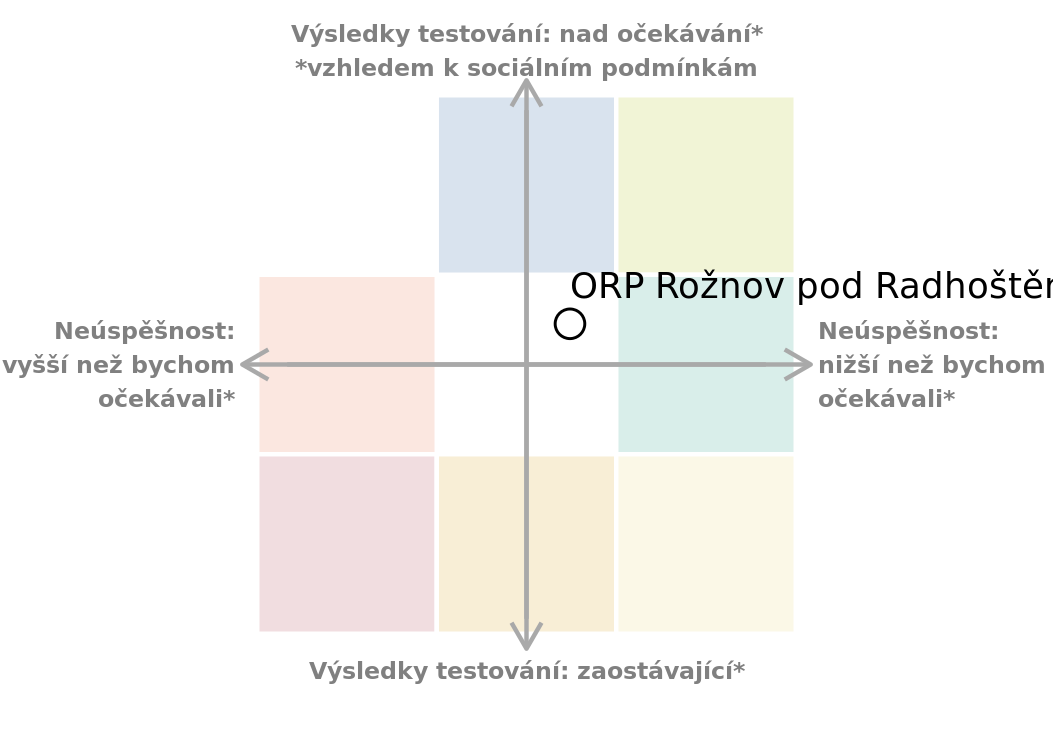 Výsledky testování: nad očekávání*
*vzhledem k sociálním podmínkám
ORP Rožnov pod
Neúspěšnost:
vyšší než bychom
očekávali*
Neúspěšnost:
nižší než bychom
očekávali*
Výsledky testování: zaostávající*